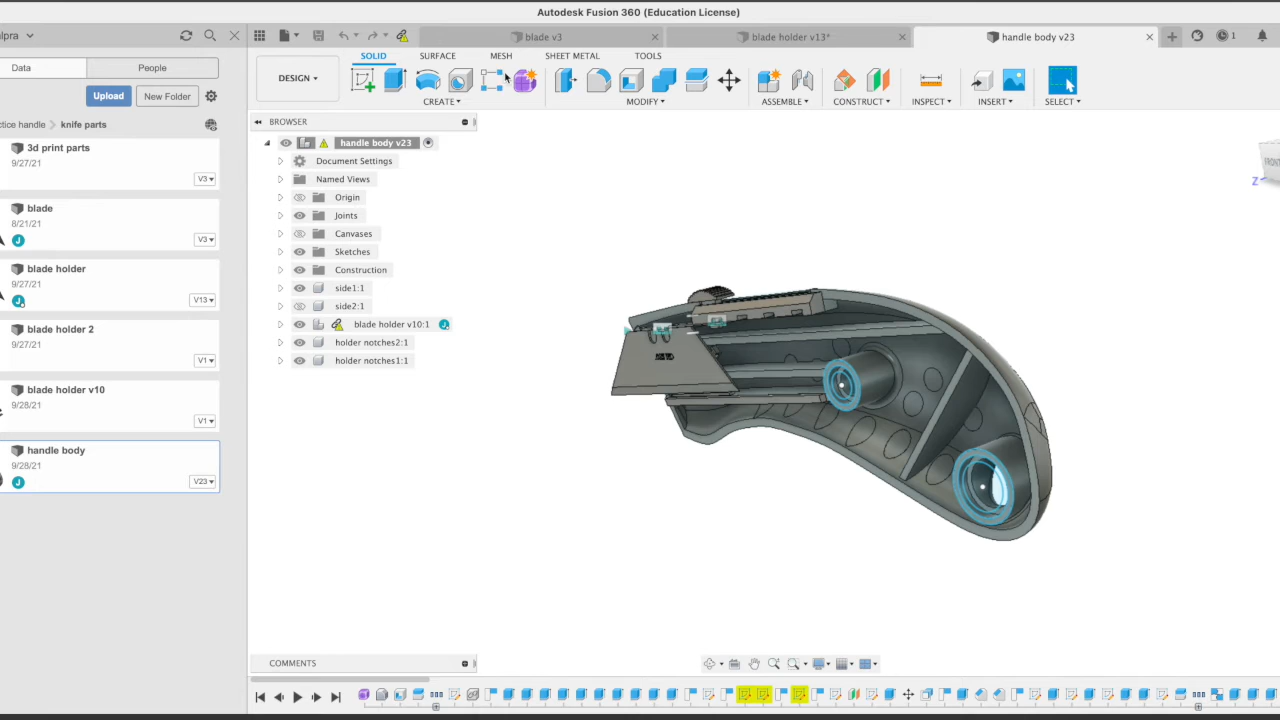 Autodesk Fusion 360 (Education License)
lpra
blade v3
blade holder v13*
handle body v23
1
Data
People
Upload
New Folder
ctice handle
knife parts
3d print parts
9/27/21
V3
blade
8/21/21
J
V3
blade holder
9/27/21
V13
blade holder 2
9/27/21
V1
blade holder v10
9/28/21
V1
handle body
9/28/21
J
V23
DESIGN
SOLID
SURFACE
MESH
SHEET METAL
TOOLS
CREATE
MODIFY
ASSEMBLE
CONSTRUCT
INSPECT
INSERT
SELECT
BROWSER
handle body v23
Document Settings
Named Views
Origin
Joints
Canvases
Sketches
Construction
side1:1
side2:1
blade holder v10:1
holder notches2:1
holder notches1:1
FRONT
Z
COMMENTS